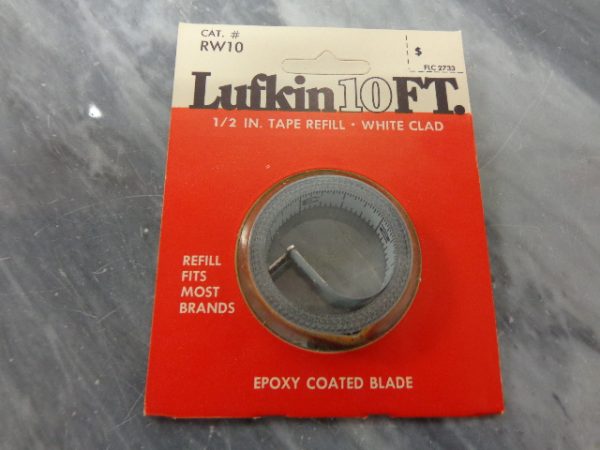 CAT. #
RW10
$
FLC 2733
Lufkin 10 FT.
1/2 IN. TAPE REFILL · WHITE CLAD
REFILL
FITS
MOST
BRANDS
EPOXY COATED BLADE